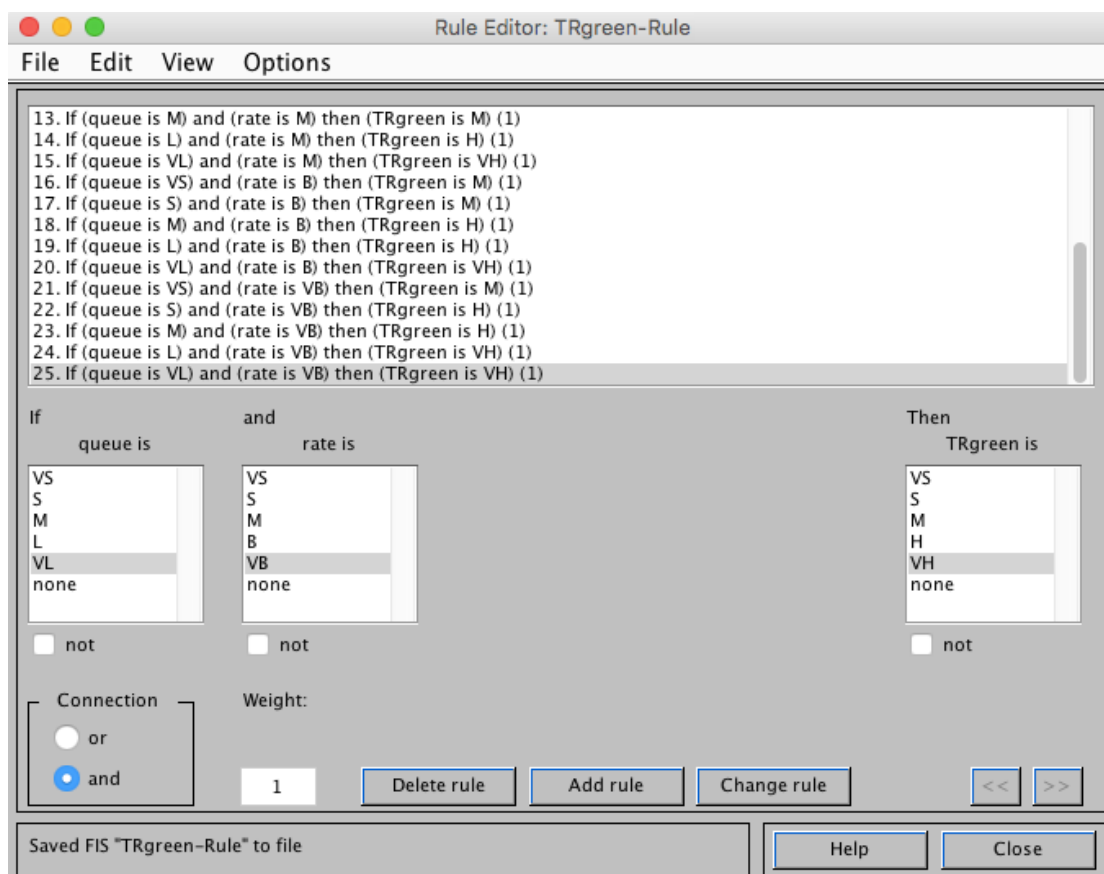 Rule Editor: TRgreen-Rule
File Edit View Options
13. If (queue is M) and (rate is M) then (TRgreen is M) (1)
14. If (queue is L) and (rate is M) then (TRgreen is H) (1)
15. If (queue is VL) and (rate is M) then (TRgreen is VH) (1)
16. If (queue is VS) and (rate is B) then (TRgreen is M) (1)
17. If (queue is S) and (rate is B) then (TRgreen is M) (1)
18. If (queue is M) and (rate is B) then (TRgreen is H) (1)
19. If (queue is L) and (rate is B) then (TRgreen is H) (1)
20. If (queue is VL) and (rate is B) then (TRgreen is VH) (1)
21. If (queue is VS) and (rate is VB) then (TRgreen is M) (1)
22. If (queue is S) and (rate is VB) then (TRgreen is H) (1)
23. If (queue is M) and (rate is VB) then (TRgreen is H) (1)
24. If (queue is L) and (rate is VB) then (TRgreen is VH) (1)
25. If (queue is VL) and (rate is VB) then (TRgreen is VH) (1)
If
queue is
VS
S
M
L
VL
none
not
and
rate is
VS
S
M
B
VB
none
not
Then
TRgreen is
VS
S
M
H
VH
none
not
Connection
or
and
Weight:
1
Delete rule
Add rule
Change rule
<<
>>
Saved FIS "TRgreen-Rule" to file
Help
Close